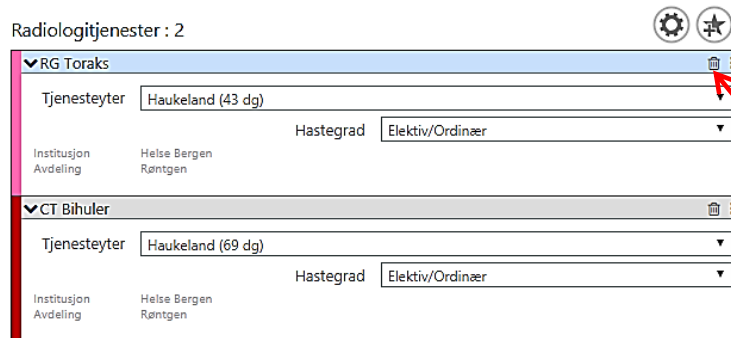 Radiologitjenester : 2
RG Toraks
Tjenesteyter Haukeland (43 dg)
Hastegrad Elektiv/Ordinær
Institusjon Helse Bergen
Avdeling Røntgen
CT Bihuler
Tjenesteyter Haukeland (69 dg)
Hastegrad Elektiv/Ordinær
Institusjon Helse Bergen
Avdeling Røntgen